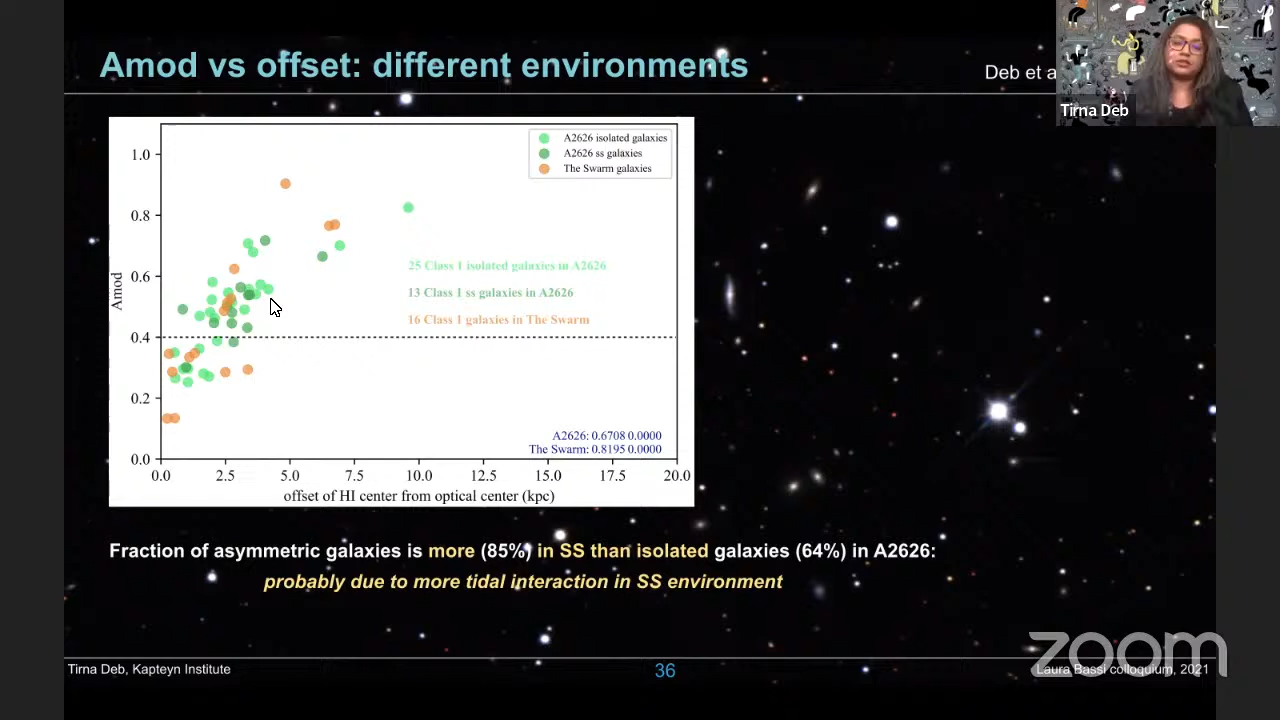 Amod vs offset: different environments
Deb et a
Tirna Deb
A2626 isolated galaxies
A2626 ss galaxies
The Swarm galaxies
1.0
0.8
0.6
0.4
0.2
0.0
Amod
25 Class 1 isolated galaxies in A2626
13 Class 1 ss galaxies in A2626
16 Class 1 galaxies in The Swarm
A2626: 0.6708 0.0000
The Swarm: 0.8195 0.0000
0.0 2.5 5.0 7.5 10.0 12.5 15.0 17.5 20.0
offset of HI center from optical center (kpc)
Fraction of asymmetric galaxies is more (85%) in SS than isolated galaxies (64%) in A2626:
probably due to more tidal interaction in SS environment
zoom
Tirna Deb, Kapteyn Institute
36
Laura Bassi colloquium, 2021